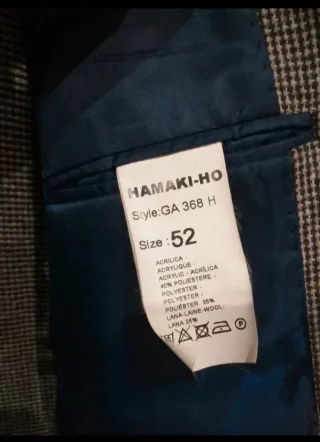 HAMAKI-HO
Style:GA 368 H
Size :52
ACRÍLICA -
ACRYLIQUE -
ACRYLIC - ACRÍLICA
40% POLIESTERE -
POLYESTER -
POLYESTER -
POLIÉSTER 35%
LANA-LAINE-WOOL-
LANA 25%
P